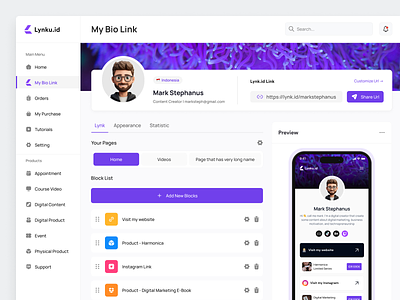 Lynku.id
My Bio Link
Search...
Main Menu
Home
My Bio Link
Orders
My Purchase
Tutorials
Setting
Products
Appointment
Course Video
Digital Content
Digital Product
Event
Physical Product
Support
Indonesia
Mark Stephanus
Content Creator | marksteph@gmail.com
Lynk.id Link
Customize Url
https://lynk.id/markstephanus
Share Url
Lynk
Appearance
Statistic
Your Pages
Home
Videos
Page that has very long name
Block List
+ Add New Blocks
Visit my website
Product - Harmonica
Instagram Link
Product - Digital Marketing E-Book
Preview
Lynku.id
Mark Stephanus
Visit my website
Harmonica
Visit my Instagram